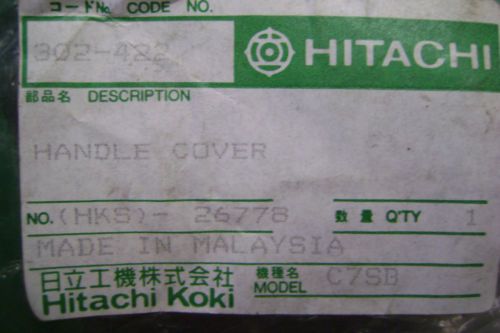 コードNo. CODE NO.
302-422
HITACHI
部品名 DESCRIPTION
HANDLE COVER
NO. (HKS)- 26778 数量 Q'TY 1
MADE IN MALAYSIA
日立工機株式会社
Hitachi Koki
機種名
MODEL C7SB